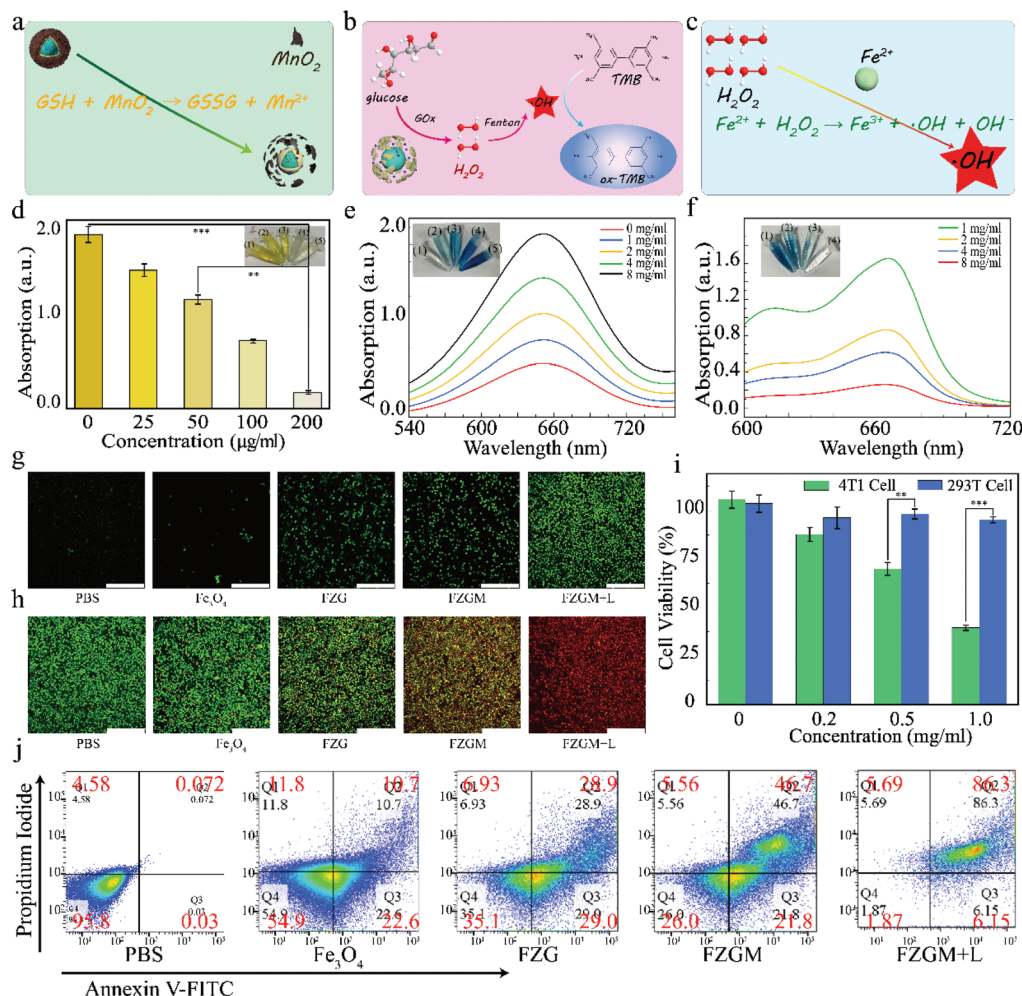 a
MnO2
GSH + MnO2 → GSSG + Mn2+
b
glucose
GOx
H2O2
Fenton
·OH
TMB
ox-TMB
c
H2O2
Fe2+
Fe2+ + H2O2 → Fe3+ + ·OH + OH-
·OH
d
Absorption (a.u.)
2.0
1.0
0.0
***
**
(1) (2) (3) (4) (5)
0 25 50 100 200
Concentration (μg/ml)
e
Absorption (a.u.)
2.0
1.0
0.0
(1) (2) (3) (4) (5)
0 mg/ml
1 mg/ml
2 mg/ml
4 mg/ml
8 mg/ml
540 600 660 720
Wavelength (nm)
f
Absorption (a.u.)
1.6
1.2
0.8
0.4
0.0
(1) (2) (3) (4)
1 mg/ml
2 mg/ml
4 mg/ml
8 mg/ml
600 640 680 720
Wavelength (nm)
g
PBS Fe3O4 FZG FZGM FZGM+L
h
PBS Fe3O4 FZG FZGM FZGM+L
i
Cell Viability (%)
100
75
50
25
0
4T1 Cell 293T Cell
**
***
0 0.2 0.5 1.0
Concentration (mg/ml)
j
Propidium Iodide
4.58 0.072
Q1 Q2
4.58 0.072
Q3
0.03
Q4
95.8 0.03
PBS
11.8 10.7
Q1 Q2
11.8 10.7
Q4 Q3
54.9 22.6
54.9 22.6
Fe3O4
6.93 28.9
Q1 Q2
6.93 28.9
Q4 Q3
35.1 29.0
35.1 29.0
FZG
5.56 46.7
Q1 Q2
5.56 46.7
Q4 Q3
26.0 21.8
26.0 21.8
FZGM
5.69 86.3
Q1 Q2
5.69 86.3
Q4 Q3
1.87 6.15
1.87 6.15
FZGM+L
Annexin V-FITC